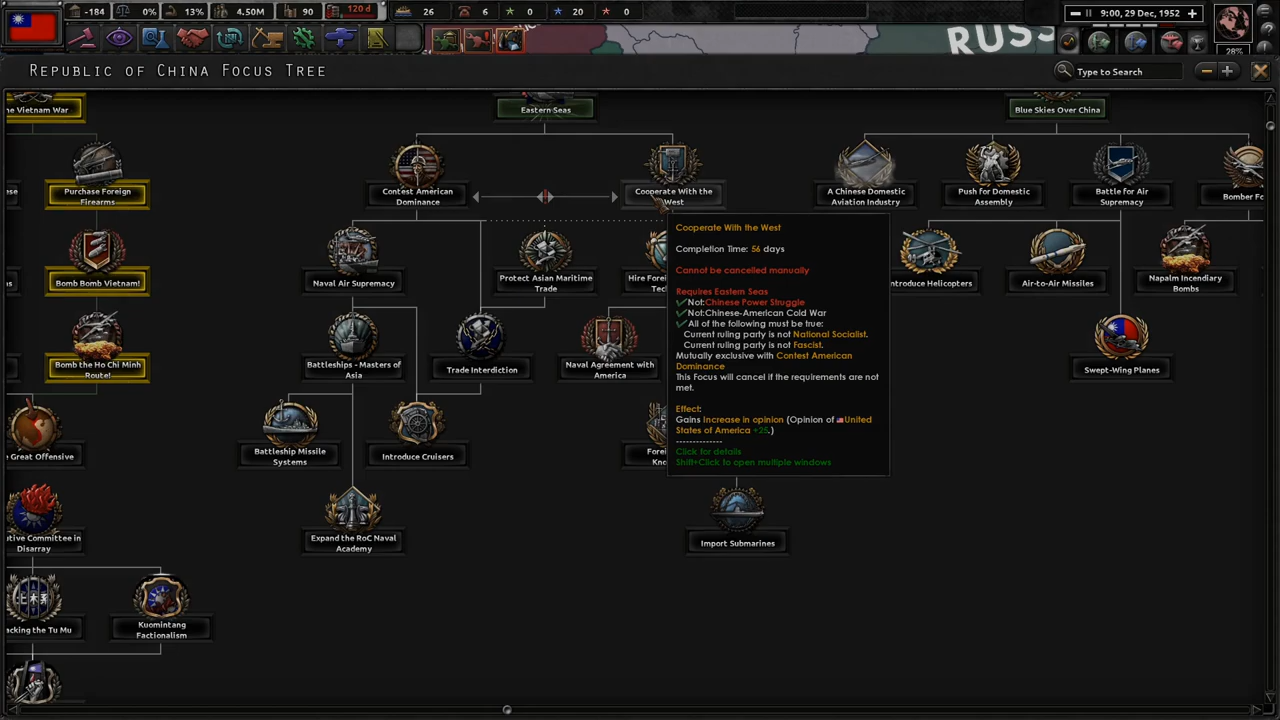 -184
0%
13%
4.50M
90
120 d
26
6
0
20
0
9:00, 29 Dec, 1952
28%
RUSS
Republic of China Focus Tree
Type to Search
he Vietnam War
Eastern Seas
Blue Skies Over China
Purchase Foreign
Firearms
Contest American
Dominance
Cooperate With the
West
A Chinese Domestic
Aviation Industry
Push for Domestic
Assembly
Battle for Air
Supremacy
Bomber Fo
Bomb Bomb Vietnam!
Naval Air Supremacy
Protect Asian Maritime
Trade
Hire Forei
Tec
ntroduce Helicopters
Air-to-Air Missiles
Napalm Incendiary
Bombs
Cooperate With the West
Completion Time: 56 days
Cannot be cancelled manually
Requires Eastern Seas
Not:Chinese Power Struggle
Not:Chinese-American Cold War
All of the following must be true:
Current ruling party is not National Socialist.
Current ruling party is not Fascist.
Mutually exclusive with Contest American
Dominance
This Focus will cancel if the requirements are not
met.
Effect:
Gains Increase in opinion (Opinion of United
States of America +25.)
--------------
Click for details
Shift+Click to open multiple windows
Bomb the Ho Chi Minh
Route!
Battleships - Masters of
Asia
Trade Interdiction
Naval Agreement with
America
Swept-Wing Planes
e Great Offensive
Battleship Missile
Systems
Introduce Cruisers
Forei
Kno
utive Committee in
Disarray
Expand the RoC Naval
Academy
Import Submarines
acking the Tu Mu
Kuomintang
Factionalism